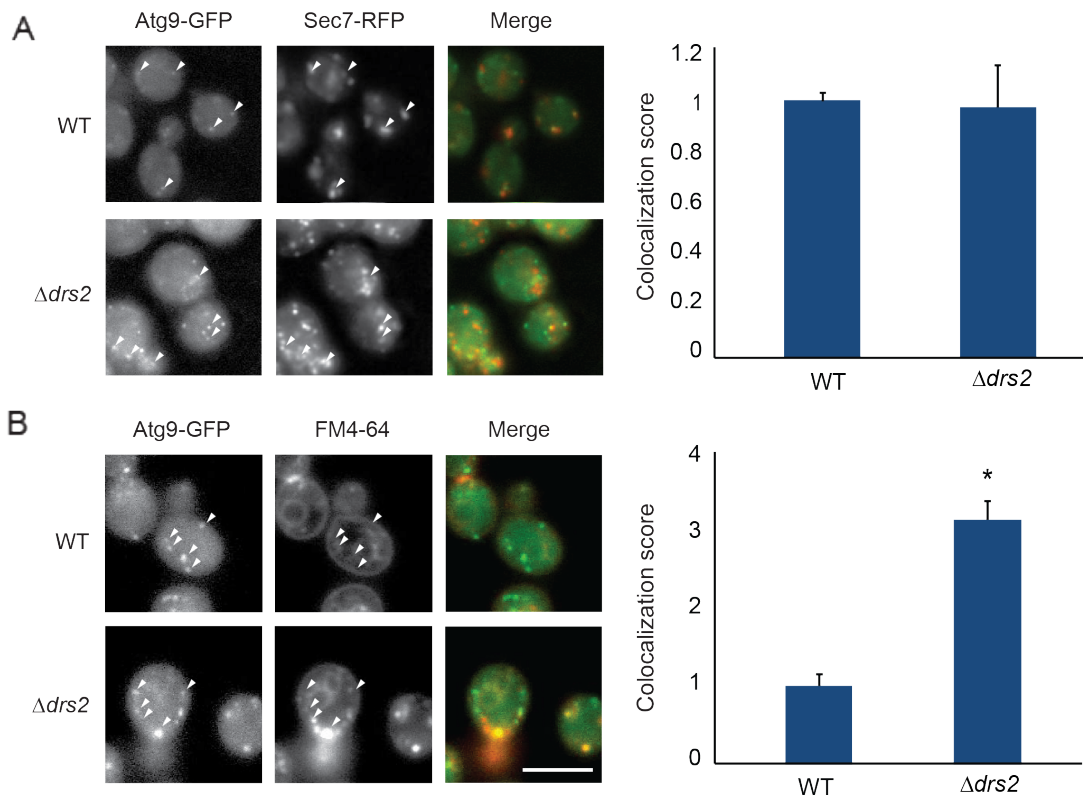 A
Atg9-GFP Sec7-RFP Merge
WT
Δdrs2
Colocalization score
1.2
1
0.8
0.6
0.4
0.2
0
WT Δdrs2
B
Atg9-GFP FM4-64 Merge
WT
Δdrs2
Colocalization score
4
3
2
1
0
*
WT Δdrs2